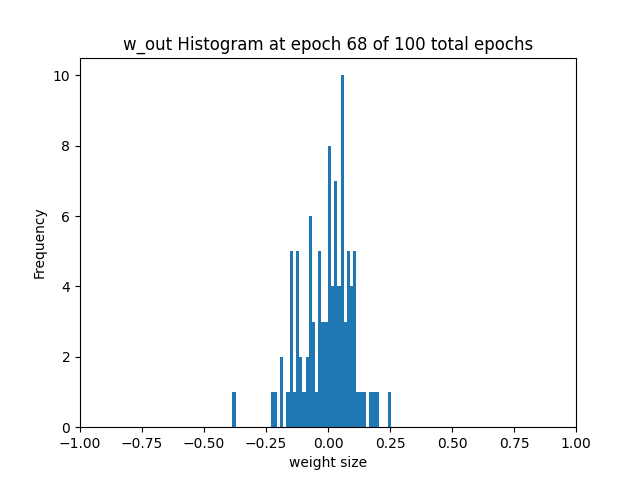 w_out Histogram at epoch 68 of 100 total epochs
10
8
6
4
2
0
Frequency
−1.00 −0.75 −0.50 −0.25 0.00 0.25 0.50 0.75 1.00
weight size